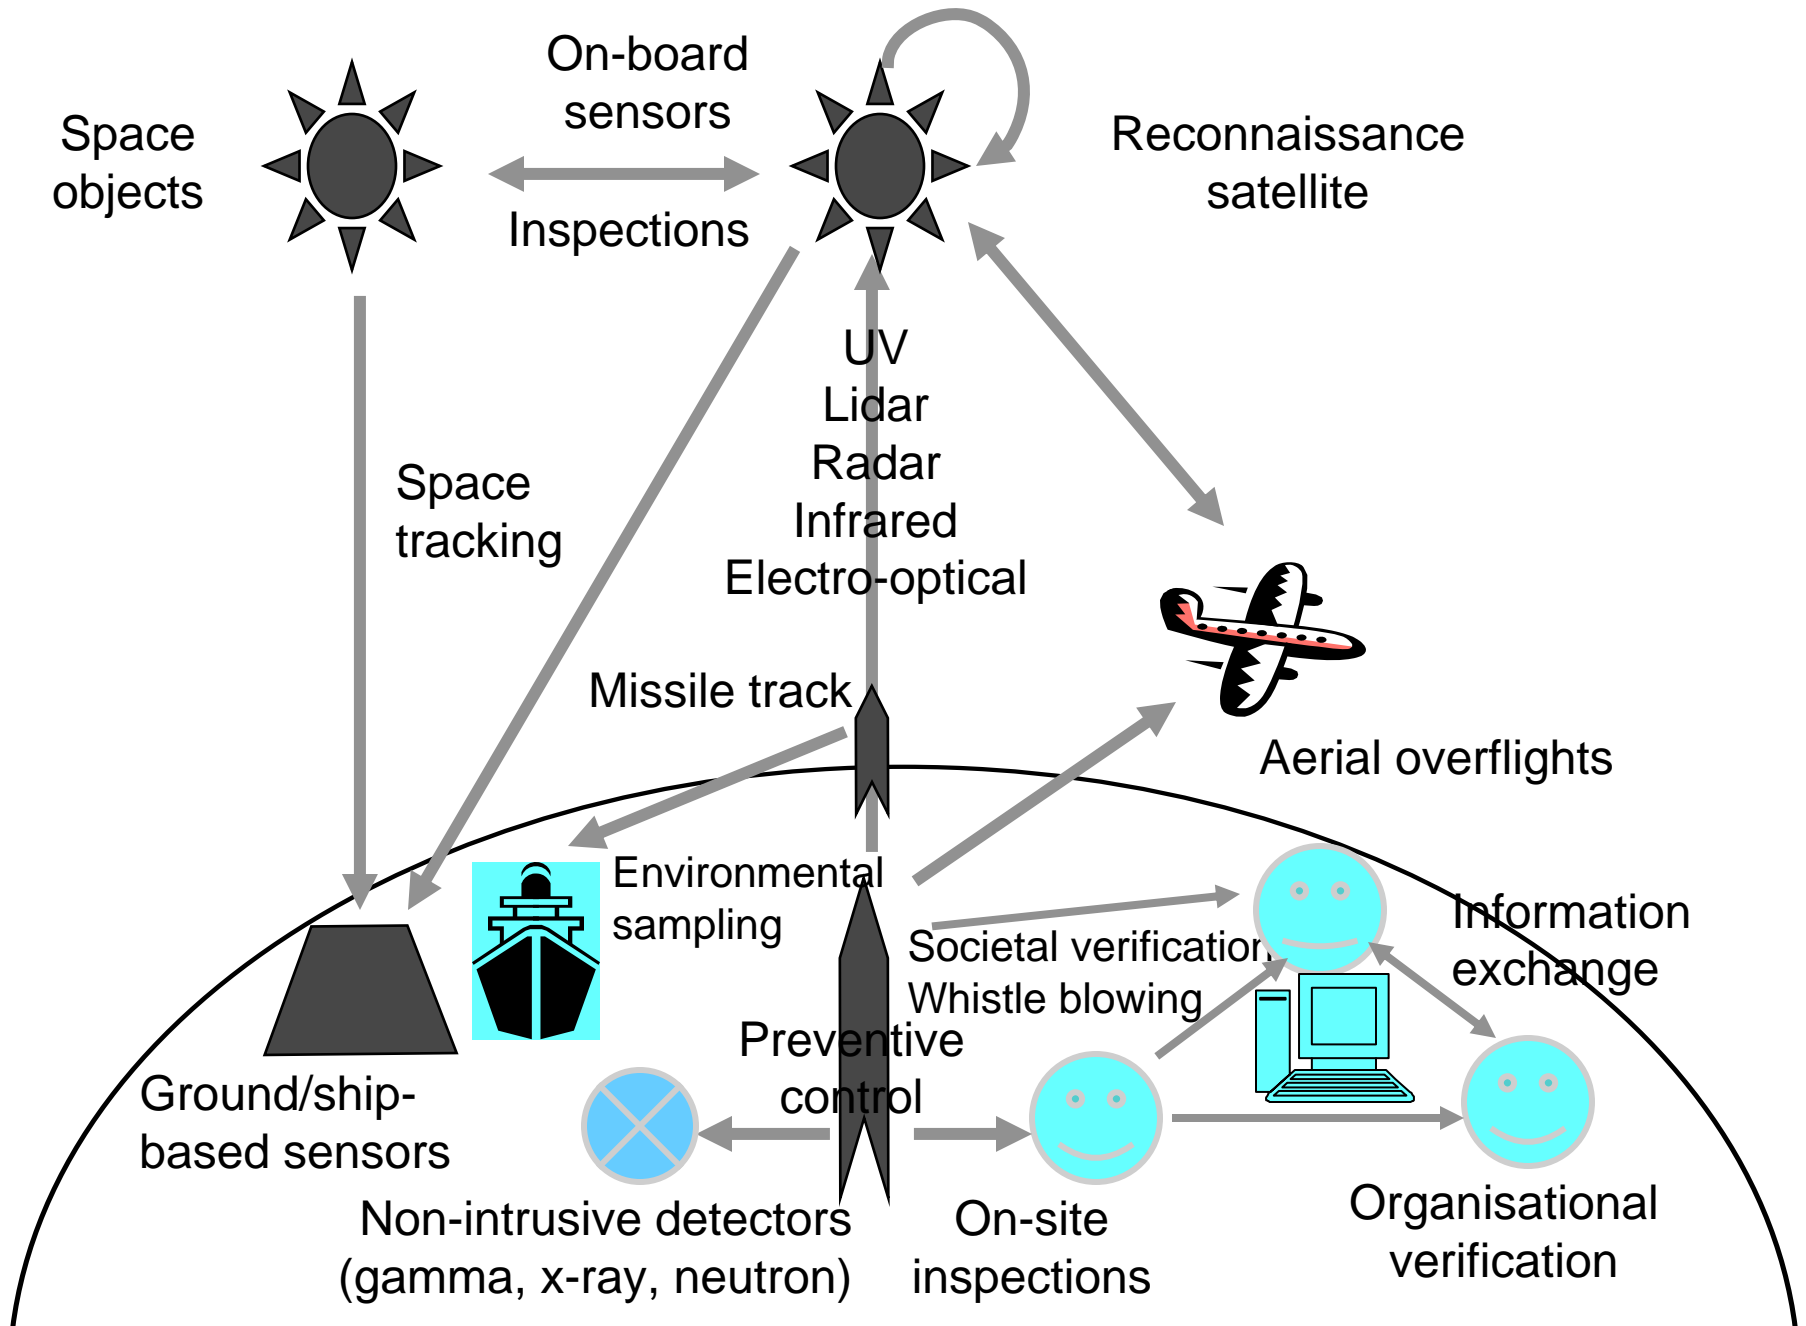 On-board
sensors
Space
objects
Reconnaissance
satellite
Inspections
UV
Lidar
Radar
Infrared
Electro-optical
Space
tracking
Missile track
Aerial overflights
Environmental
sampling
Societal verification
Whistle blowing
Information
exchange
Preventive
control
Ground/ship-
based sensors
Non-intrusive detectors
(gamma, x-ray, neutron)
On-site
inspections
Organisational
verification